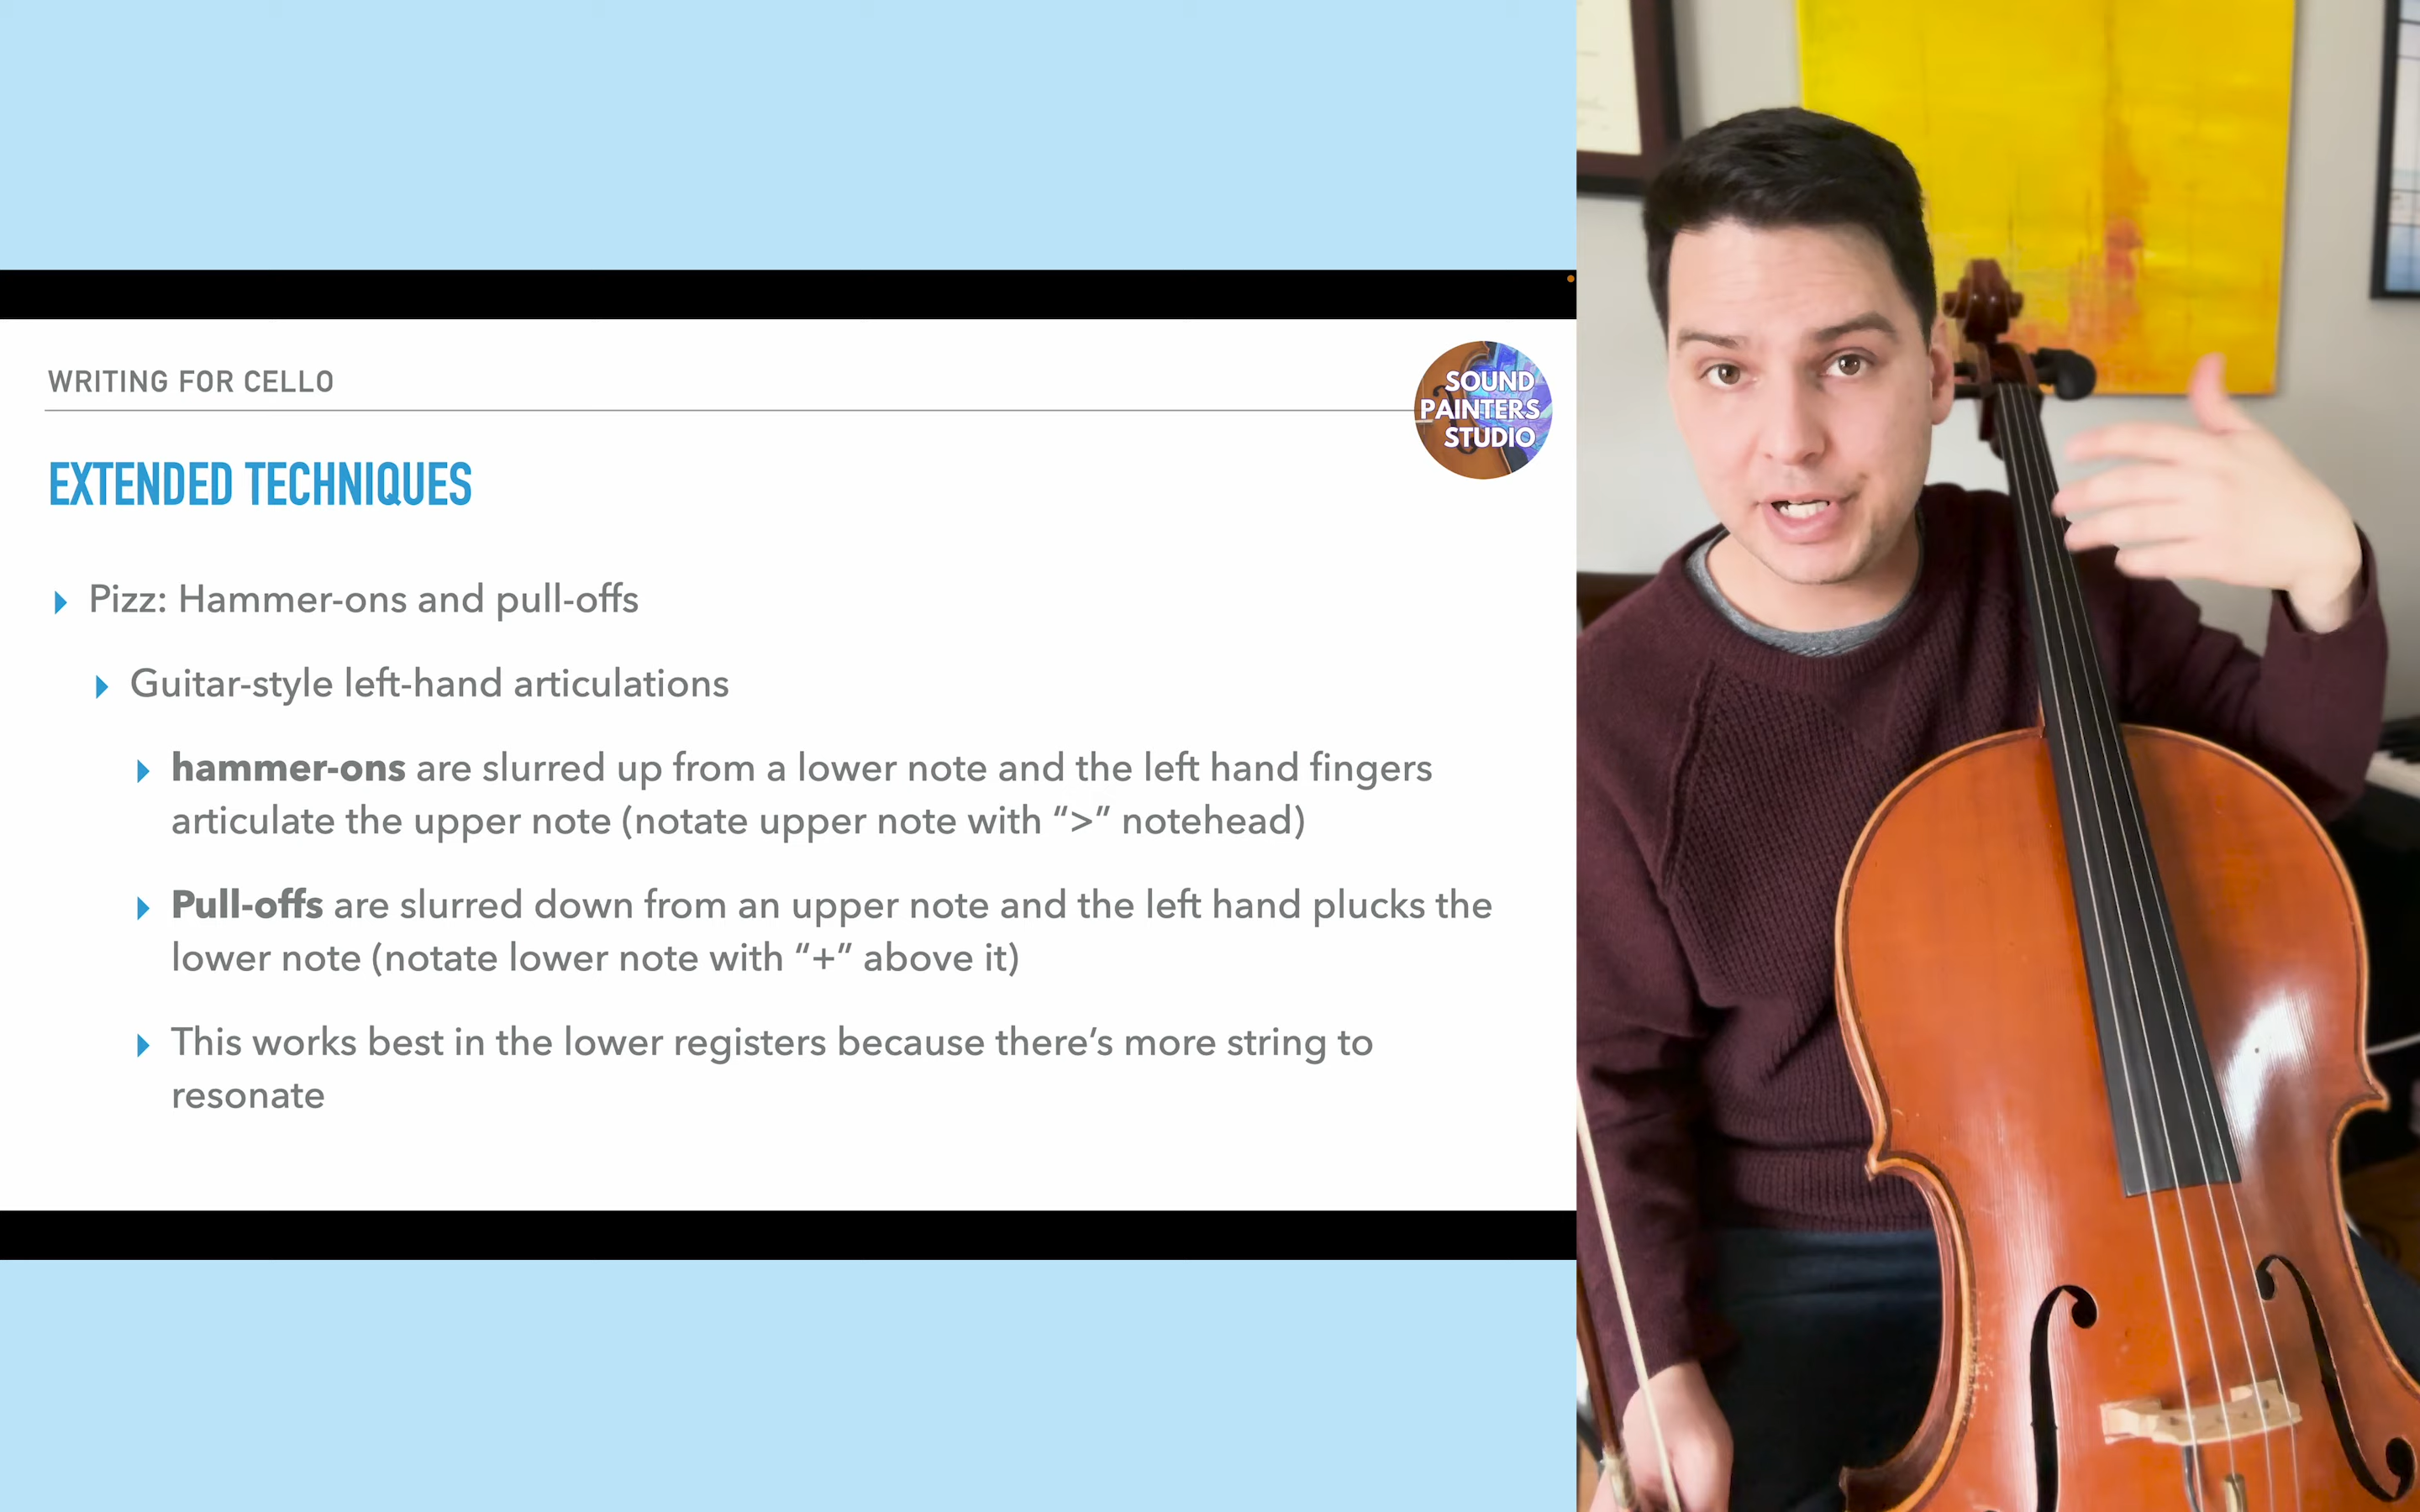 WRITING FOR CELLO
SOUND
PAINTERS
STUDIO
EXTENDED TECHNIQUES
Pizz: Hammer-ons and pull-offs
Guitar-style left-hand articulations
hammer-ons are slurred up from a lower note and the left hand fingers
articulate the upper note (notate upper note with “>” notehead)
Pull-offs are slurred down from an upper note and the left hand plucks the
lower note (notate lower note with “+” above it)
This works best in the lower registers because there’s more string to
resonate